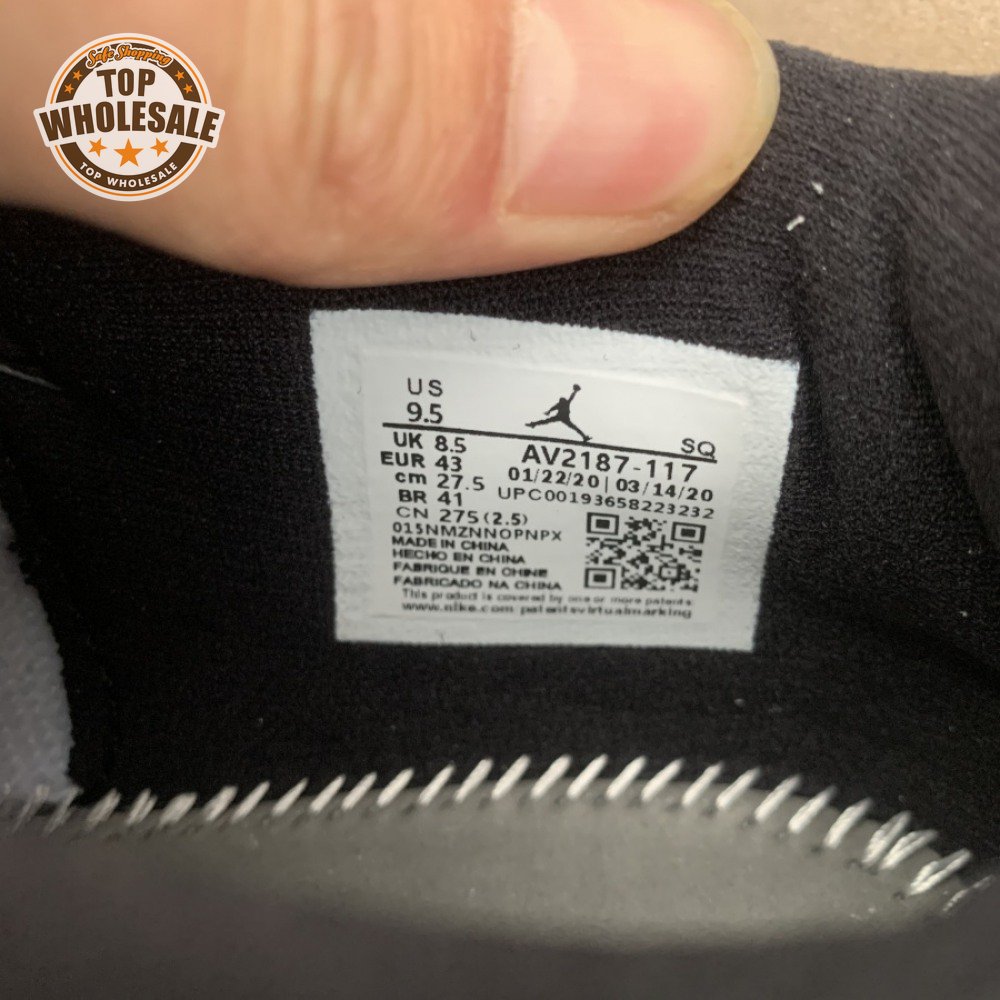 Safe Shopping
TOP
WHOLESALE
TOP WHOLESALE
US
9.5
SQ
UK 8.5
AV2187-117
EUR 43
01/22/20 | 03/14/20
cm 27.5
UPC00193658223232
BR 41
CN 275(2.5)
015NMZNNOPNPX
MADE IN CHINA
HECHO EN CHINA
FABRIQUE EN CHINE
FABRICADO NA CHINA
This product is covered by one or more patents
www.nike.com patentsvirtualmarking